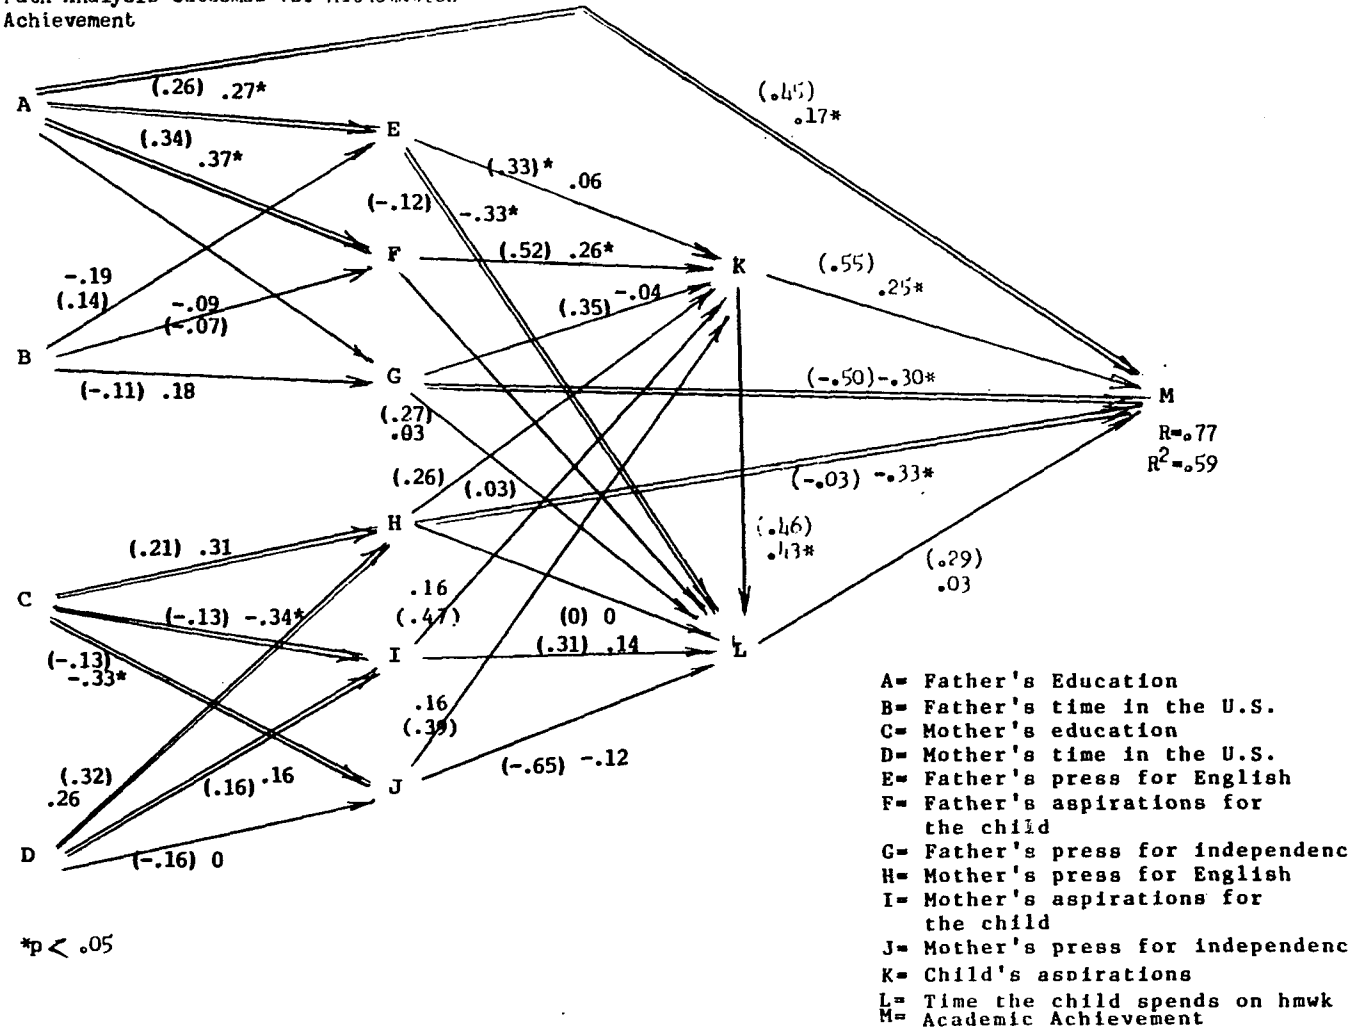 Path Analysis
Achievement
A
(.26) .27*
(.34)
.37*
(.45)
.17*
E
(.33)* .06
(-.12) -.33*
F
(.52) .26*
K
(.55)
.25*
-.19
(.14)
-.09
(-.07)
(.35) -.04
B
(-.11) .18
G
(-.50) -.30*
M
R=.77
R2=.59
(.27)
.03
(.26) (.03)
(-.03) -.33*
H
(.21) .31
(.46)
.43*
(.29)
.03
C
(-.13) -.34*
.16
(.47)
(0) 0
(.31) .14
I
L
(-.13)
-.33*
.16
(.39)
(.32)
.26
(.16) .16
J
(-.65) -.12
D
(-.16) 0
*p < .05
A= Father's Education
B= Father's time in the U.S.
C= Mother's education
D= Mother's time in the U.S.
E= Father's press for English
F= Father's aspirations for
the child
G= Father's press for independenc
H= Mother's press for English
I= Mother's aspirations for
the child
J= Mother's press for independenc
K= Child's aspirations
L= Time the child spends on hmwk
M= Academic Achievement